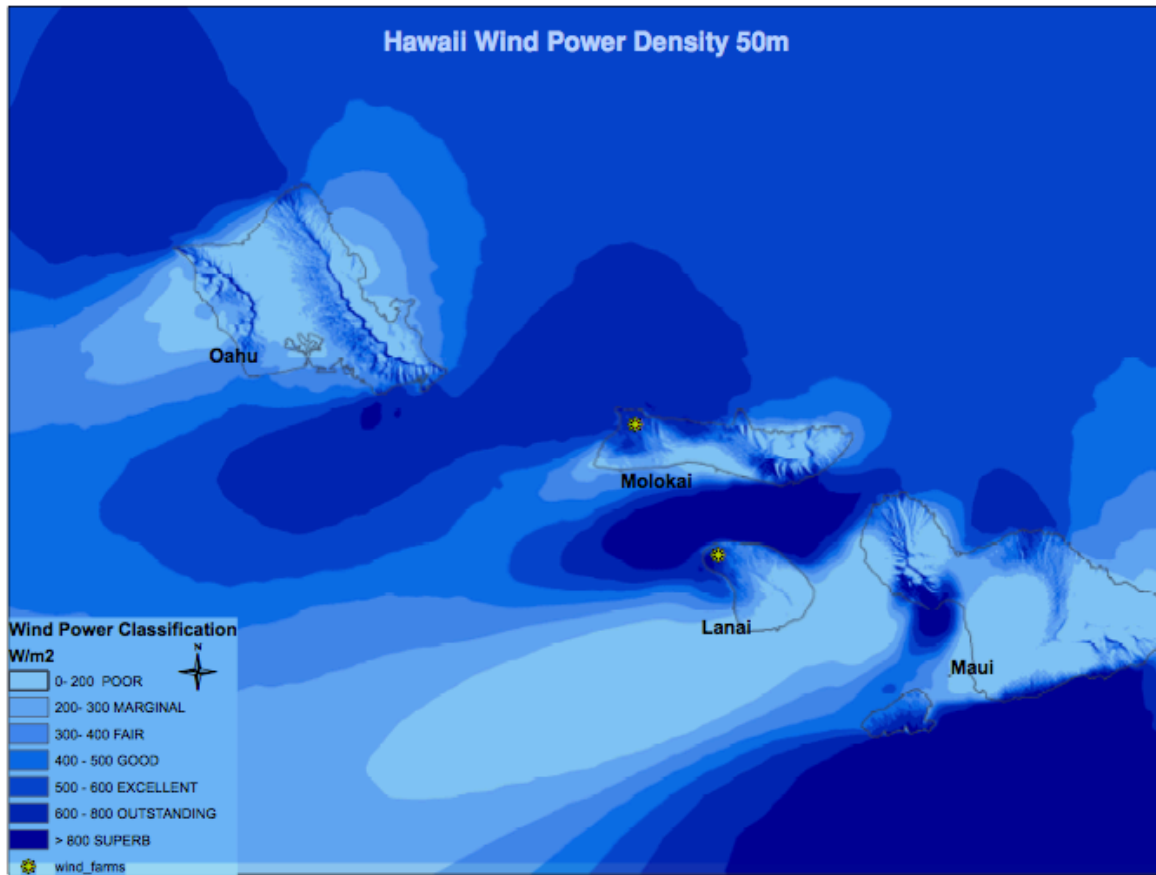 Hawaii Wind Power Density 50m
Oahu
Molokai
Lanai
Maui
Wind Power Classification
W/m2
N
0- 200 POOR
200- 300 MARGINAL
300- 400 FAIR
400 - 500 GOOD
500 - 600 EXCELLENT
600 - 800 OUTSTANDING
> 800 SUPERB
wind_farms